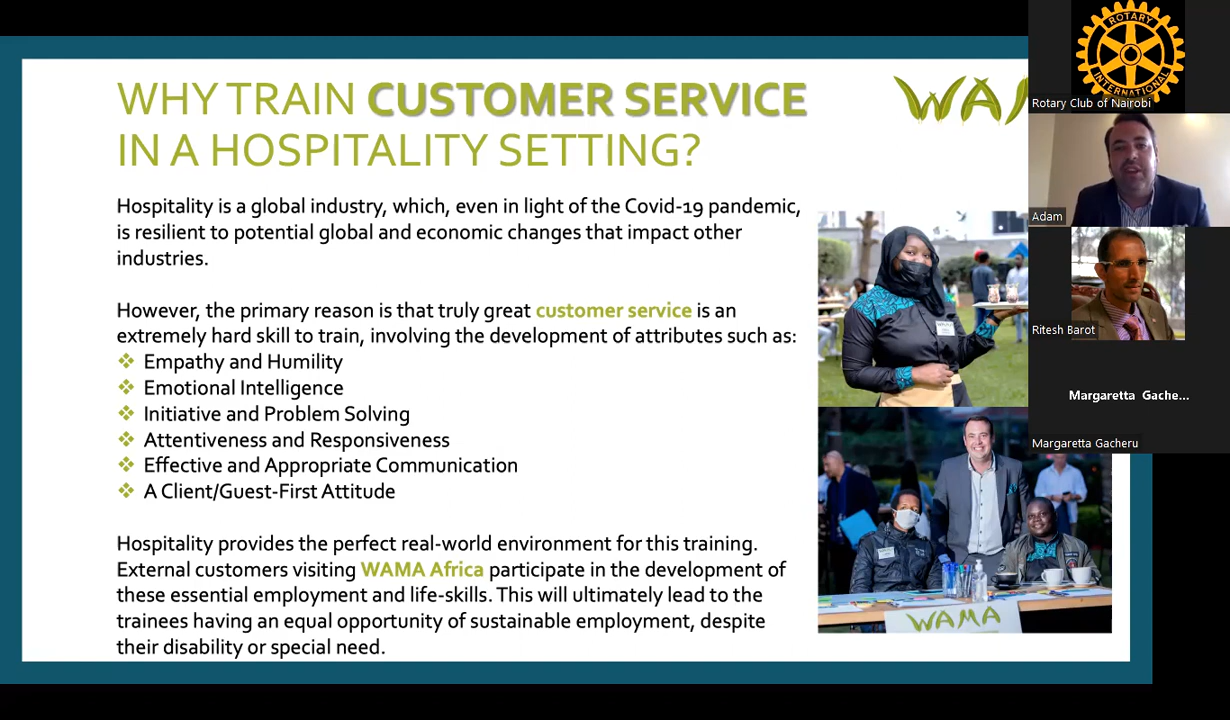 WHY TRAIN CUSTOMER SERVICE
IN A HOSPITALITY SETTING?
Hospitality is a global industry, which, even in light of the Covid-19 pandemic,
is resilient to potential global and economic changes that impact other
industries.
However, the primary reason is that truly great customer service is an
extremely hard skill to train, involving the development of attributes such as:
❖ Empathy and Humility
❖ Emotional Intelligence
❖ Initiative and Problem Solving
❖ Attentiveness and Responsiveness
❖ Effective and Appropriate Communication
❖ A Client/Guest-First Attitude
Hospitality provides the perfect real-world environment for this training.
External customers visiting WAMA Africa participate in the development of
these essential employment and life-skills. This will ultimately lead to the
trainees having an equal opportunity of sustainable employment, despite
their disability or special need.
WAMA
ROTARY
INTERNATIONAL
Rotary Club of Nairobi
Adam
Ritesh Barot
Margaretta Gache...
Margaretta Gacheru